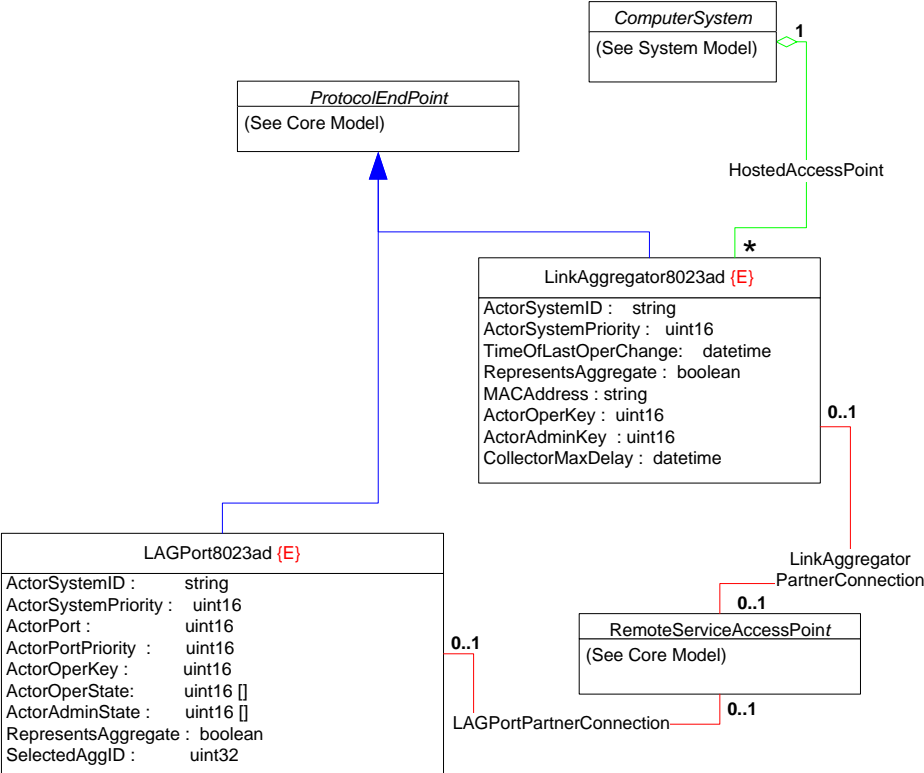 ComputerSystem
(See System Model)
1
HostedAccessPoint
*
ProtocolEndPoint
(See Core Model)
LinkAggregator8023ad {E}
ActorSystemID : string
ActorSystemPriority : uint16
TimeOfLastOperChange: datetime
RepresentsAggregate : boolean
MACAddress : string
ActorOperKey : uint16
ActorAdminKey : uint16
CollectorMaxDelay : datetime
0..1
LinkAggregator
PartnerConnection
0..1
LAGPort8023ad {E}
ActorSystemID : string
ActorSystemPriority : uint16
ActorPort : uint16
ActorPortPriority : uint16
ActorOperKey : uint16
ActorOperState: uint16 []
ActorAdminState : uint16 []
RepresentsAggregate : boolean
SelectedAggID : uint32
0..1
LAGPortPartnerConnection
RemoteServiceAccessPoint
(See Core Model)
0..1